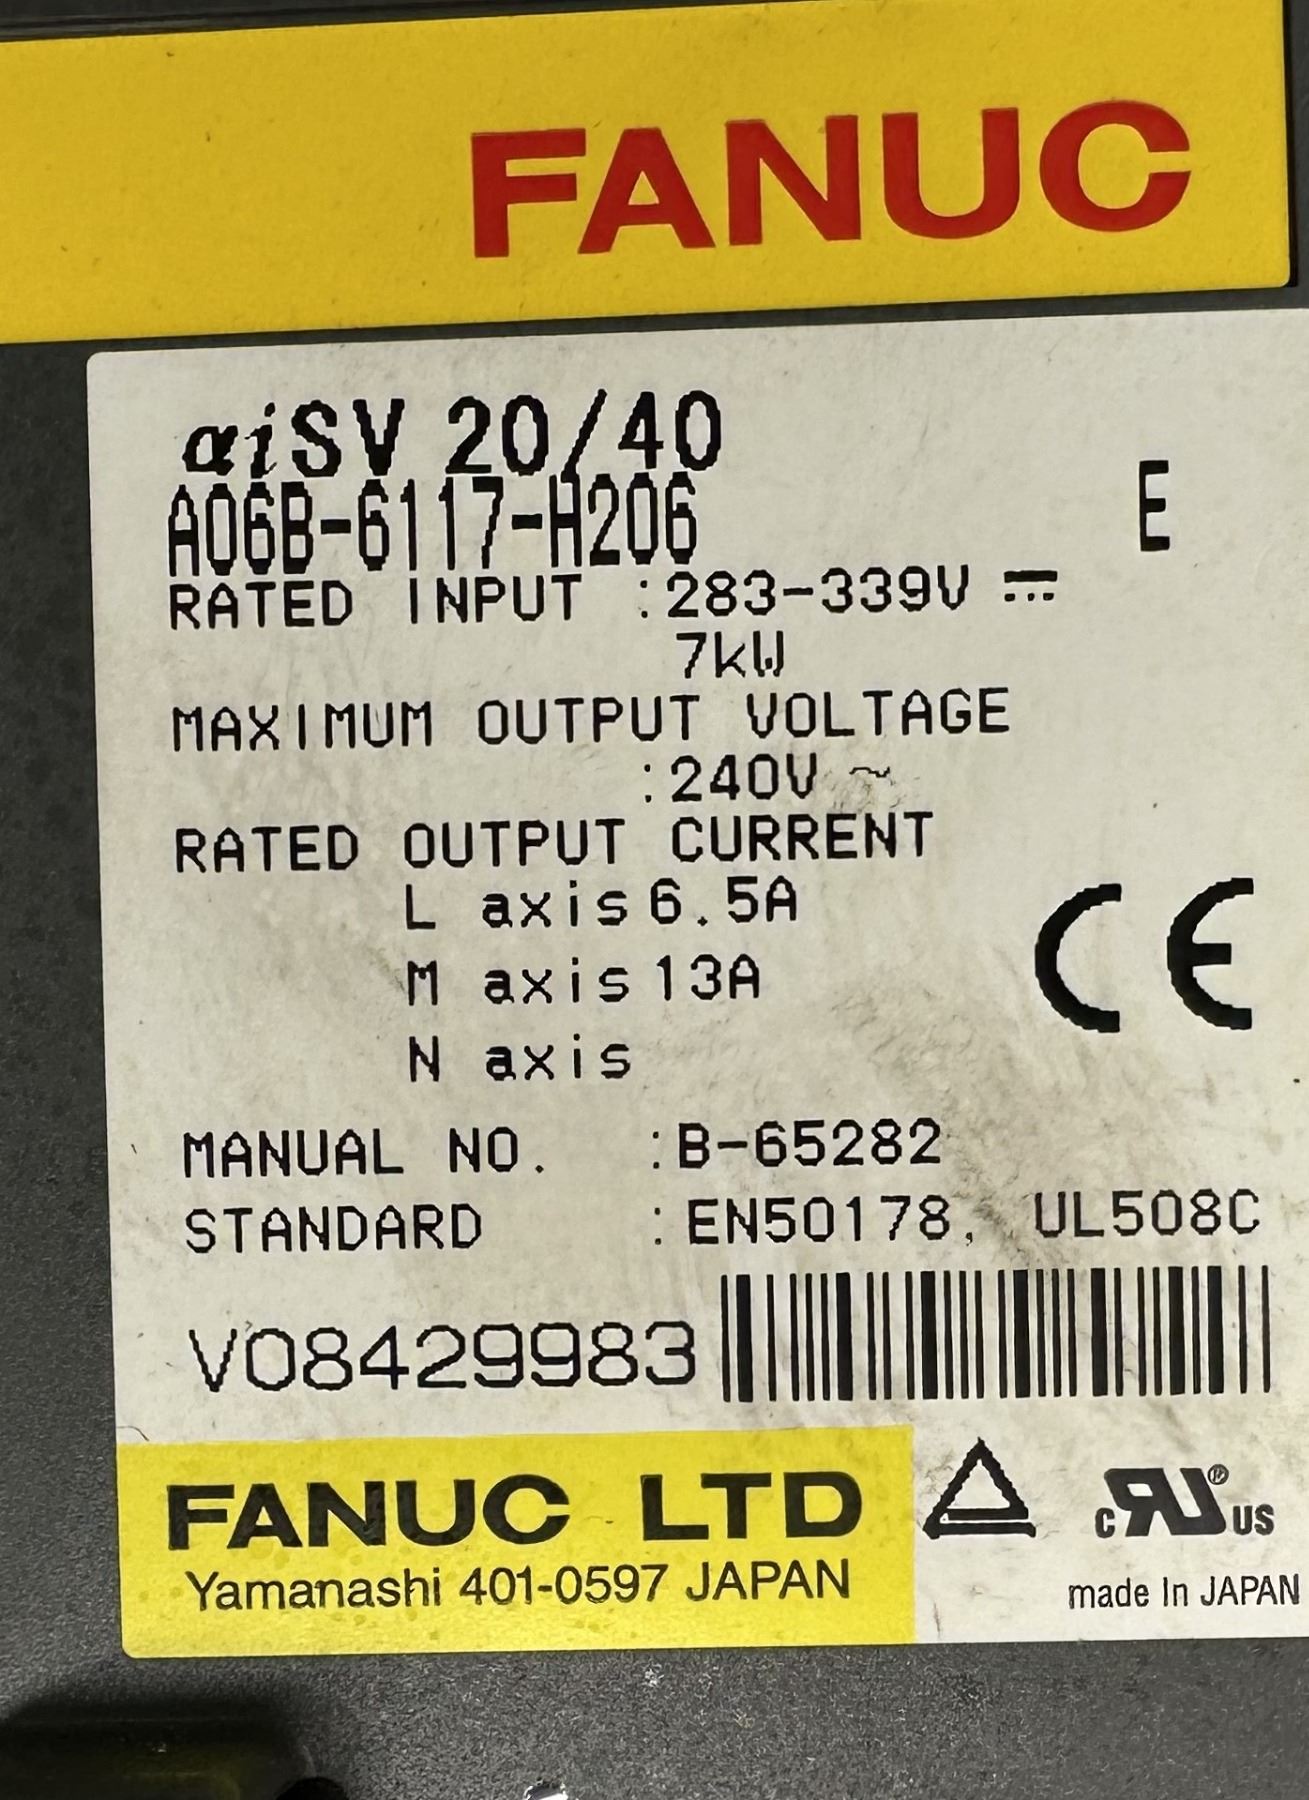 FANUC
αiSV 20/40
A06B-6117-H206
E
RATED INPUT :283-339V ⎓
7kW
MAXIMUM OUTPUT VOLTAGE
:240V ~
RATED OUTPUT CURRENT
L axis 6.5A
M axis 13A
N axis
CE
MANUAL NO. :B-65282
STANDARD :EN50178, UL508C
V08429983
FANUC LTD
Yamanashi 401-0597 JAPAN
c RU ® US
made In JAPAN